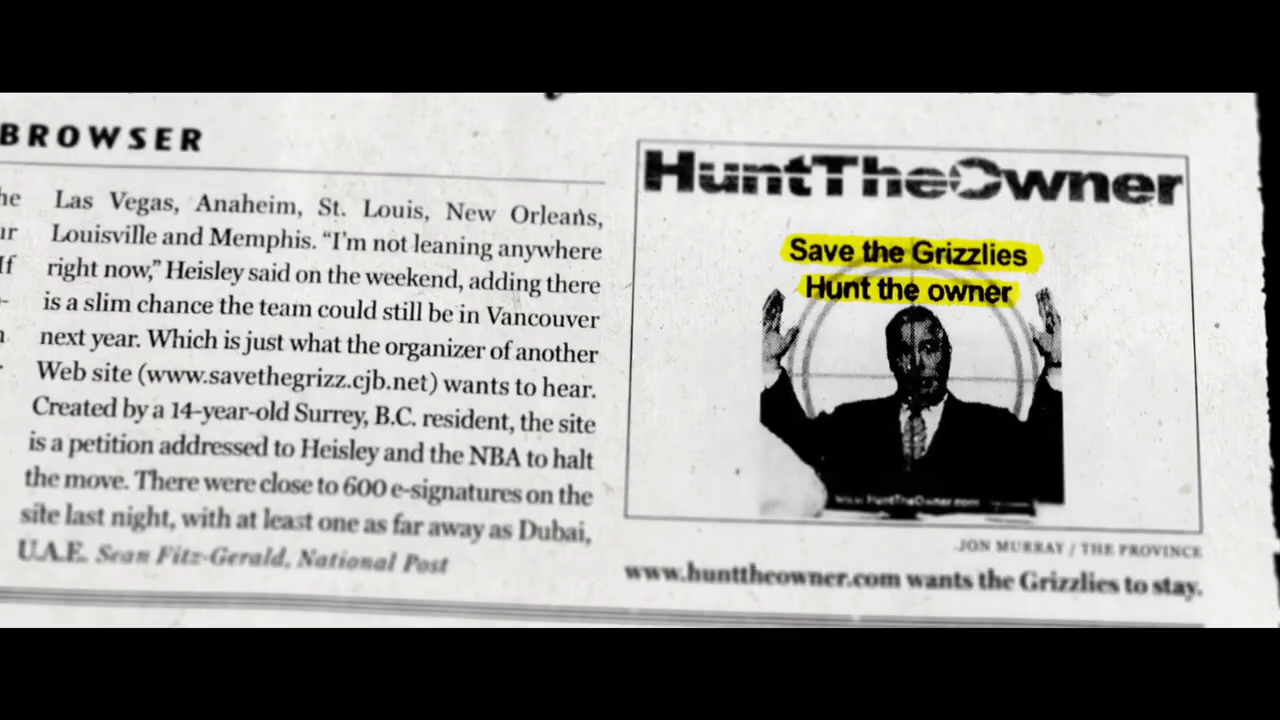 BROWSER
he
ur
If
Las Vegas, Anaheim, St. Louis, New Orleans,
Louisville and Memphis. “I’m not leaning anywhere
right now,” Heisley said on the weekend, adding there
is a slim chance the team could still be in Vancouver
next year. Which is just what the organizer of another
Web site (www.savethegrizz.cjb.net) wants to hear.
Created by a 14-year-old Surrey, B.C. resident, the site
is a petition addressed to Heisley and the NBA to halt
the move. There were close to 600 e-signatures on the
site last night, with at least one as far away as Dubai,
U.A.E. Sean Fitz-Gerald, National Post
HuntTheOwner
Save the Grizzlies
Hunt the owner
www.HuntTheOwner.com
JON MURRAY / THE PROVINCE
www.hunttheowner.com wants the Grizzlies to stay.